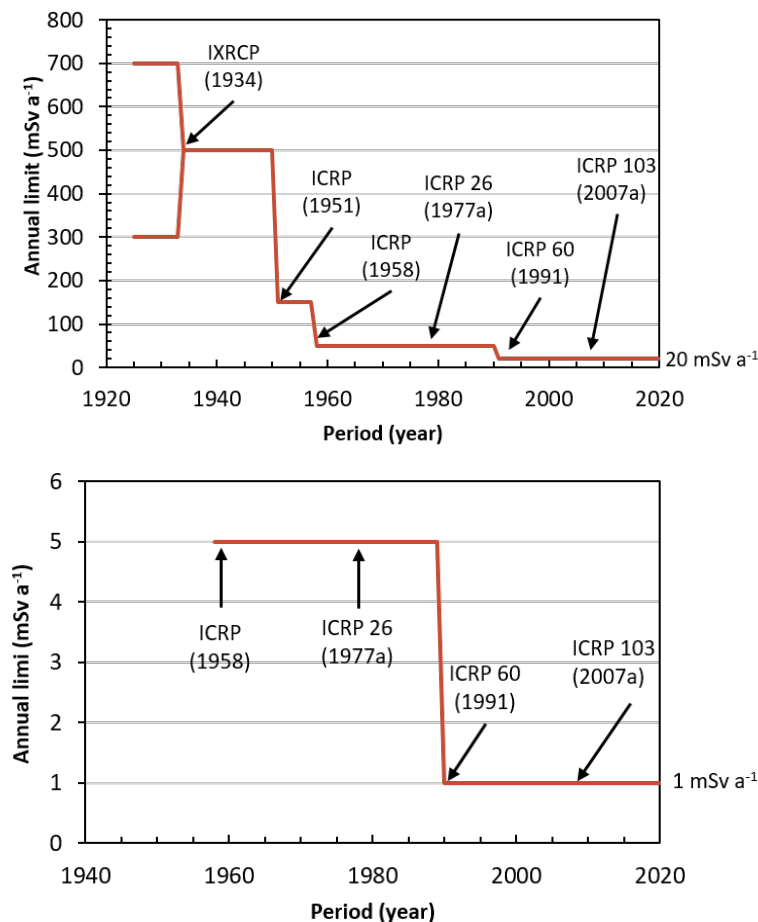 800
700
600
500
400
300
200
100
0
Annual limit (mSv a⁻¹)
IXRCP
(1934)
ICRP
(1951)
ICRP
(1958)
ICRP 26
(1977a)
ICRP 60
(1991)
ICRP 103
(2007a)
20 mSv a⁻¹
1920 1940 1960 1980 2000 2020
Period (year)
6
5
4
3
2
1
0
Annual limi (mSv a⁻¹)
ICRP
(1958)
ICRP 26
(1977a)
ICRP 60
(1991)
ICRP 103
(2007a)
1 mSv a⁻¹
1940 1960 1980 2000 2020
Period (year)